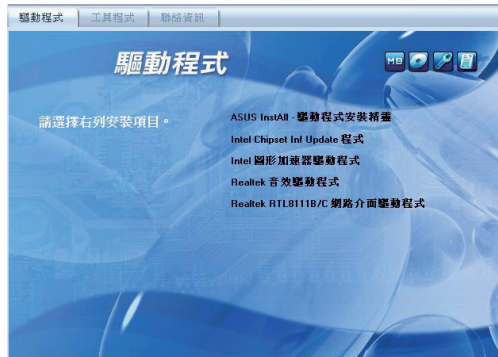 驅動程式 工具程式 聯絡資訊
驅動程式
MB
請選擇右列安裝項目。
ASUS InstAll - 驅動程式安裝精靈
Intel Chipset Inf Update 程式
Intel 圖形加速器驅動程式
Realtek 音效驅動程式
Realtek RTL8111B/C 網路介面驅動程式